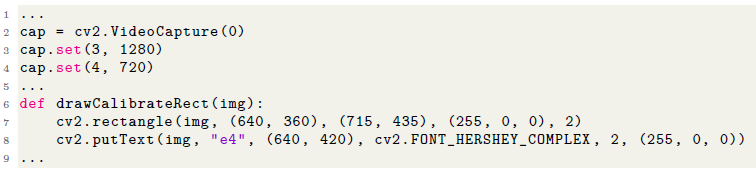 1 ...
2 cap = cv2.VideoCapture(0)
3 cap.set(3, 1280)
4 cap.set(4, 720)
5 ...
6 def drawCalibrateRect(img):
7     cv2.rectangle(img, (640, 360), (715, 435), (255, 0, 0), 2)
8     cv2.putText(img, "e4", (640, 420), cv2.FONT_HERSHEY_COMPLEX, 2, (255, 0, 0))
9 ...